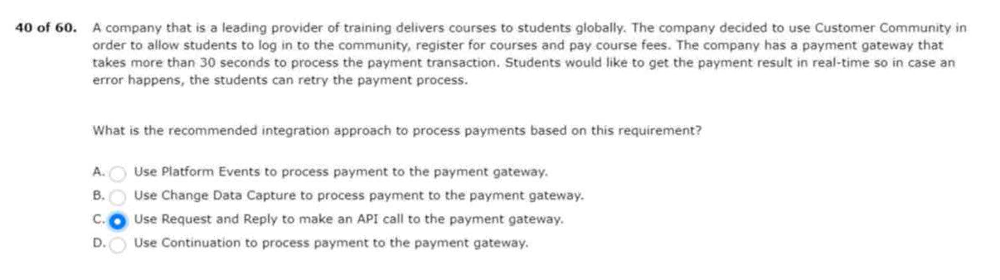 40 of 60. A company that is a leading provider of training delivers courses to students globally. The company decided to use Customer Community in
order to allow students to log in to the community, register for courses and pay course fees. The company has a payment gateway that
takes more than 30 seconds to process the payment transaction. Students would like to get the payment result in real-time so in case an
error happens, the students can retry the payment process.
What is the recommended integration approach to process payments based on this requirement?
A. Use Platform Events to process payment to the payment gateway.
B. Use Change Data Capture to process payment to the payment gateway.
C. Use Request and Reply to make an API call to the payment gateway.
D. Use Continuation to process payment to the payment gateway.